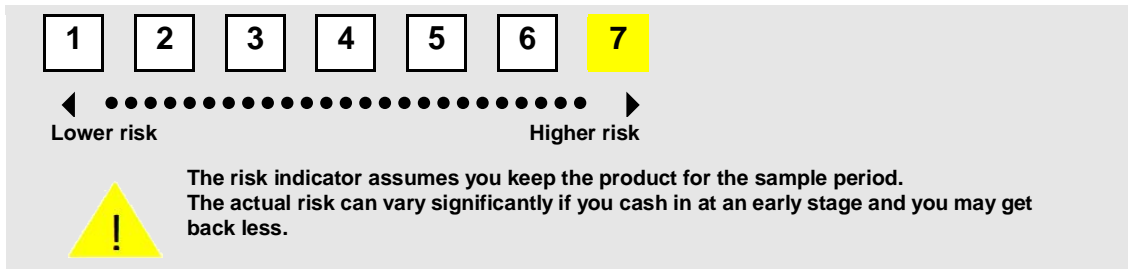 1 2 3 4 5 6 7
Lower risk Higher risk
The risk indicator assumes you keep the product for the sample period.
The actual risk can vary significantly if you cash in at an early stage and you may get
back less.
!